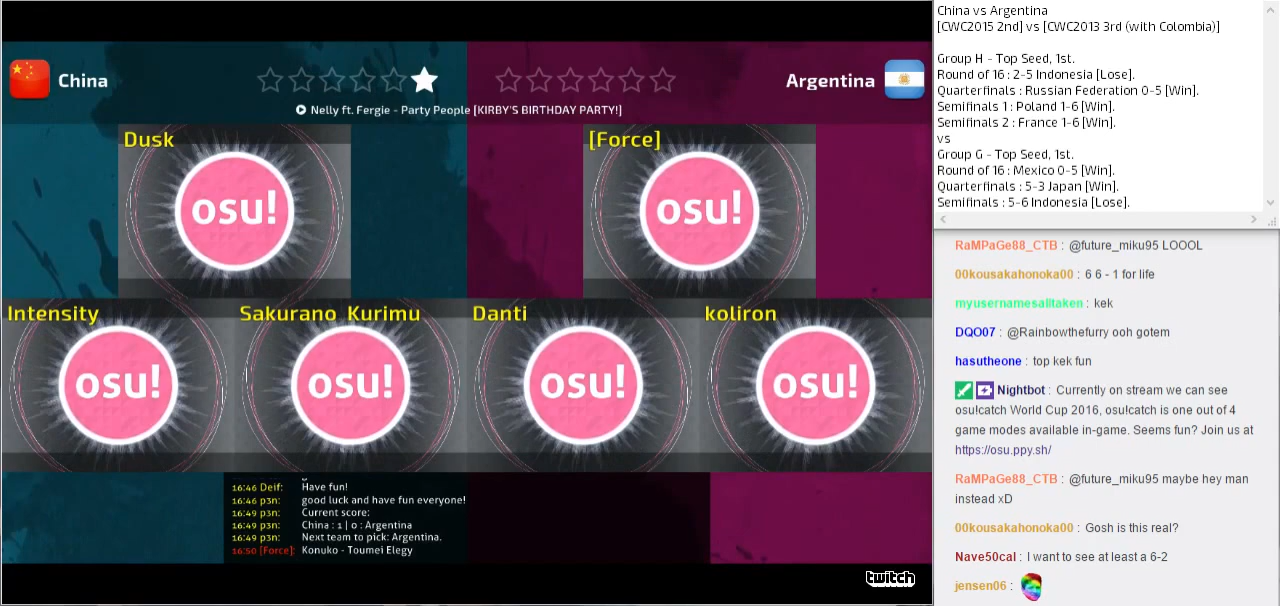 China
Argentina
Nelly ft. Fergie - Party People [KIRBY'S BIRTHDAY PARTY!]
Dusk
[Force]
osu!
osu!
Intensity
Sakurano Kurimu
Danti
koliron
osu!
osu!
osu!
osu!
16:46 Deif: Have fun!
16:46 p3n: good luck and have fun everyone!
16:49 p3n: Current score:
16:49 p3n: China : 1 | 0 : Argentina
16:49 p3n: Next team to pick: Argentina.
16:50 [Force]: Konuko - Toumei Elegy
twitch
China vs Argentina
[CWC2015 2nd] vs [CWC2013 3rd (with Colombia)]
Group H - Top Seed, 1st.
Round of 16 : 2-5 Indonesia [Lose].
Quarterfinals : Russian Federation 0-5 [Win].
Semifinals 1 : Poland 1-6 [Win].
Semifinals 2 : France 1-6 [Win].
vs
Group G - Top Seed, 1st.
Round of 16 : Mexico 0-5 [Win].
Quarterfinals : 5-3 Japan [Win].
Semifinals : 5-6 Indonesia [Lose].
RaMPaGe88_CTB : @future_miku95 LOOOL
00kousakahonoka00 : 6 6 - 1 for life
myusernamesalltaken : kek
DQO07 : @Rainbowthefurry ooh gotem
hasutheone : top kek fun
Nightbot : Currently on stream we can see
osu!catch World Cup 2016, osu!catch is one out of 4
game modes available in-game. Seems fun? Join us at
https://osu.ppy.sh/
RaMPaGe88_CTB : @future_miku95 maybe hey man
instead xD
00kousakahonoka00 : Gosh is this real?
Nave50cal : I want to see at least a 6-2
jensen06 :